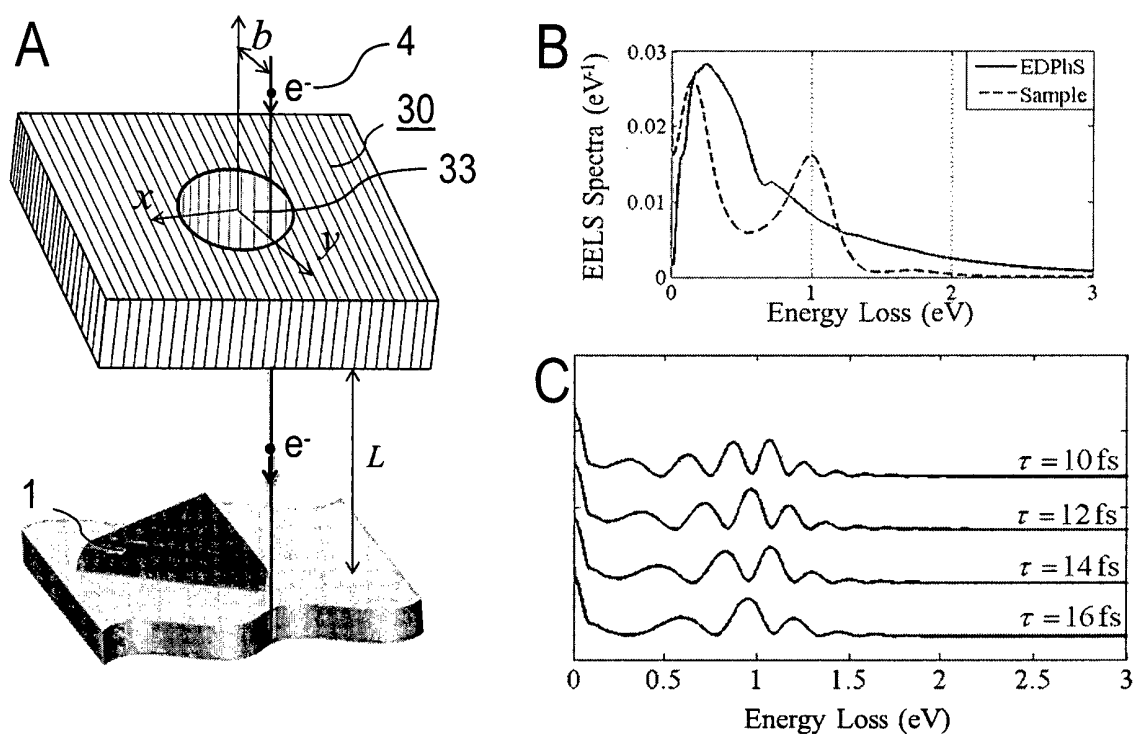 A
b
e⁻
4
30
33
x
y
e⁻
L
1
B
EELS Spectra (eV⁻¹)
0.03
0.02
0.01
0
0
1
2
3
Energy Loss (eV)
EDPhS
Sample
C
τ = 10 fs
τ = 12 fs
τ = 14 fs
τ = 16 fs
0
0.5
1
1.5
2
2.5
3
Energy Loss (eV)